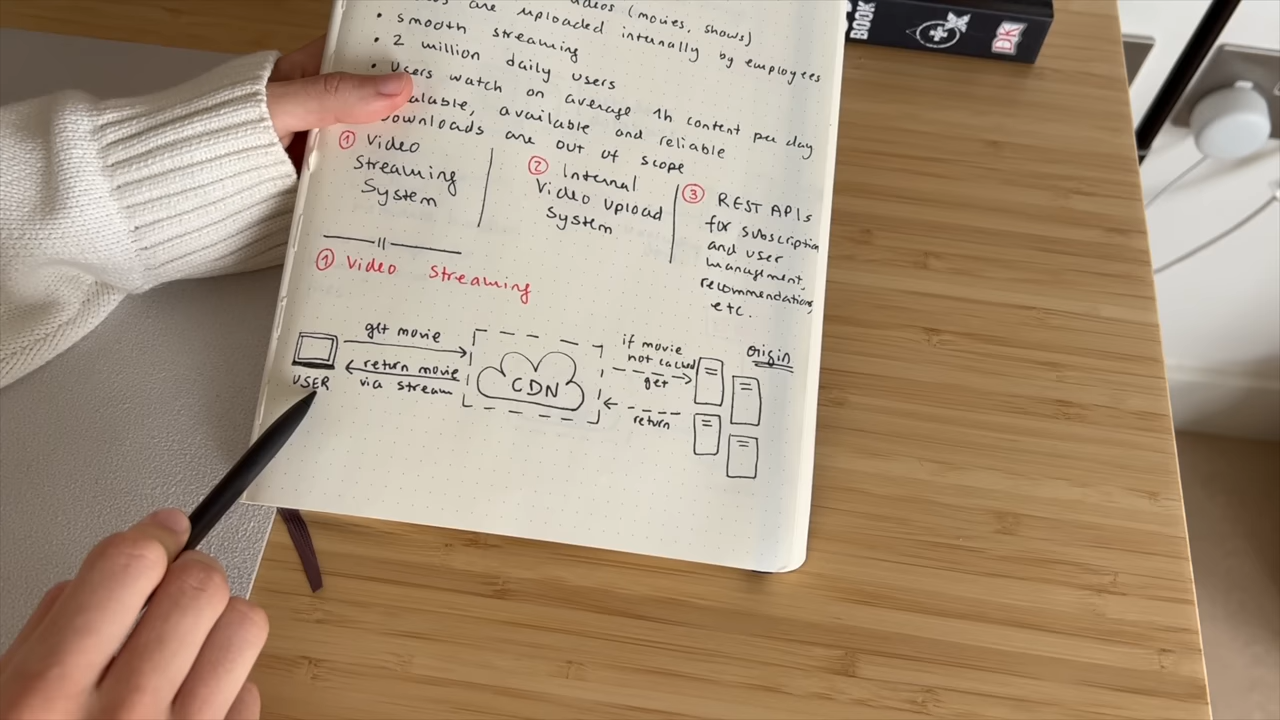 videos (movies, shows)
are uploaded internally by employees
• smooth streaming
• 2 million daily users
• users watch on average 1h content per day
available and reliable
Downloads are out of scope
① Video
Streaming
System
② Internal
Video Upload
System
③ REST APIs
for subscription
and user
management,
recommendations,
etc.
① Video Streaming
get movie
return movie
via stream
USER
CDN
if movie
not cached
get
return
origin
BOOK
DK